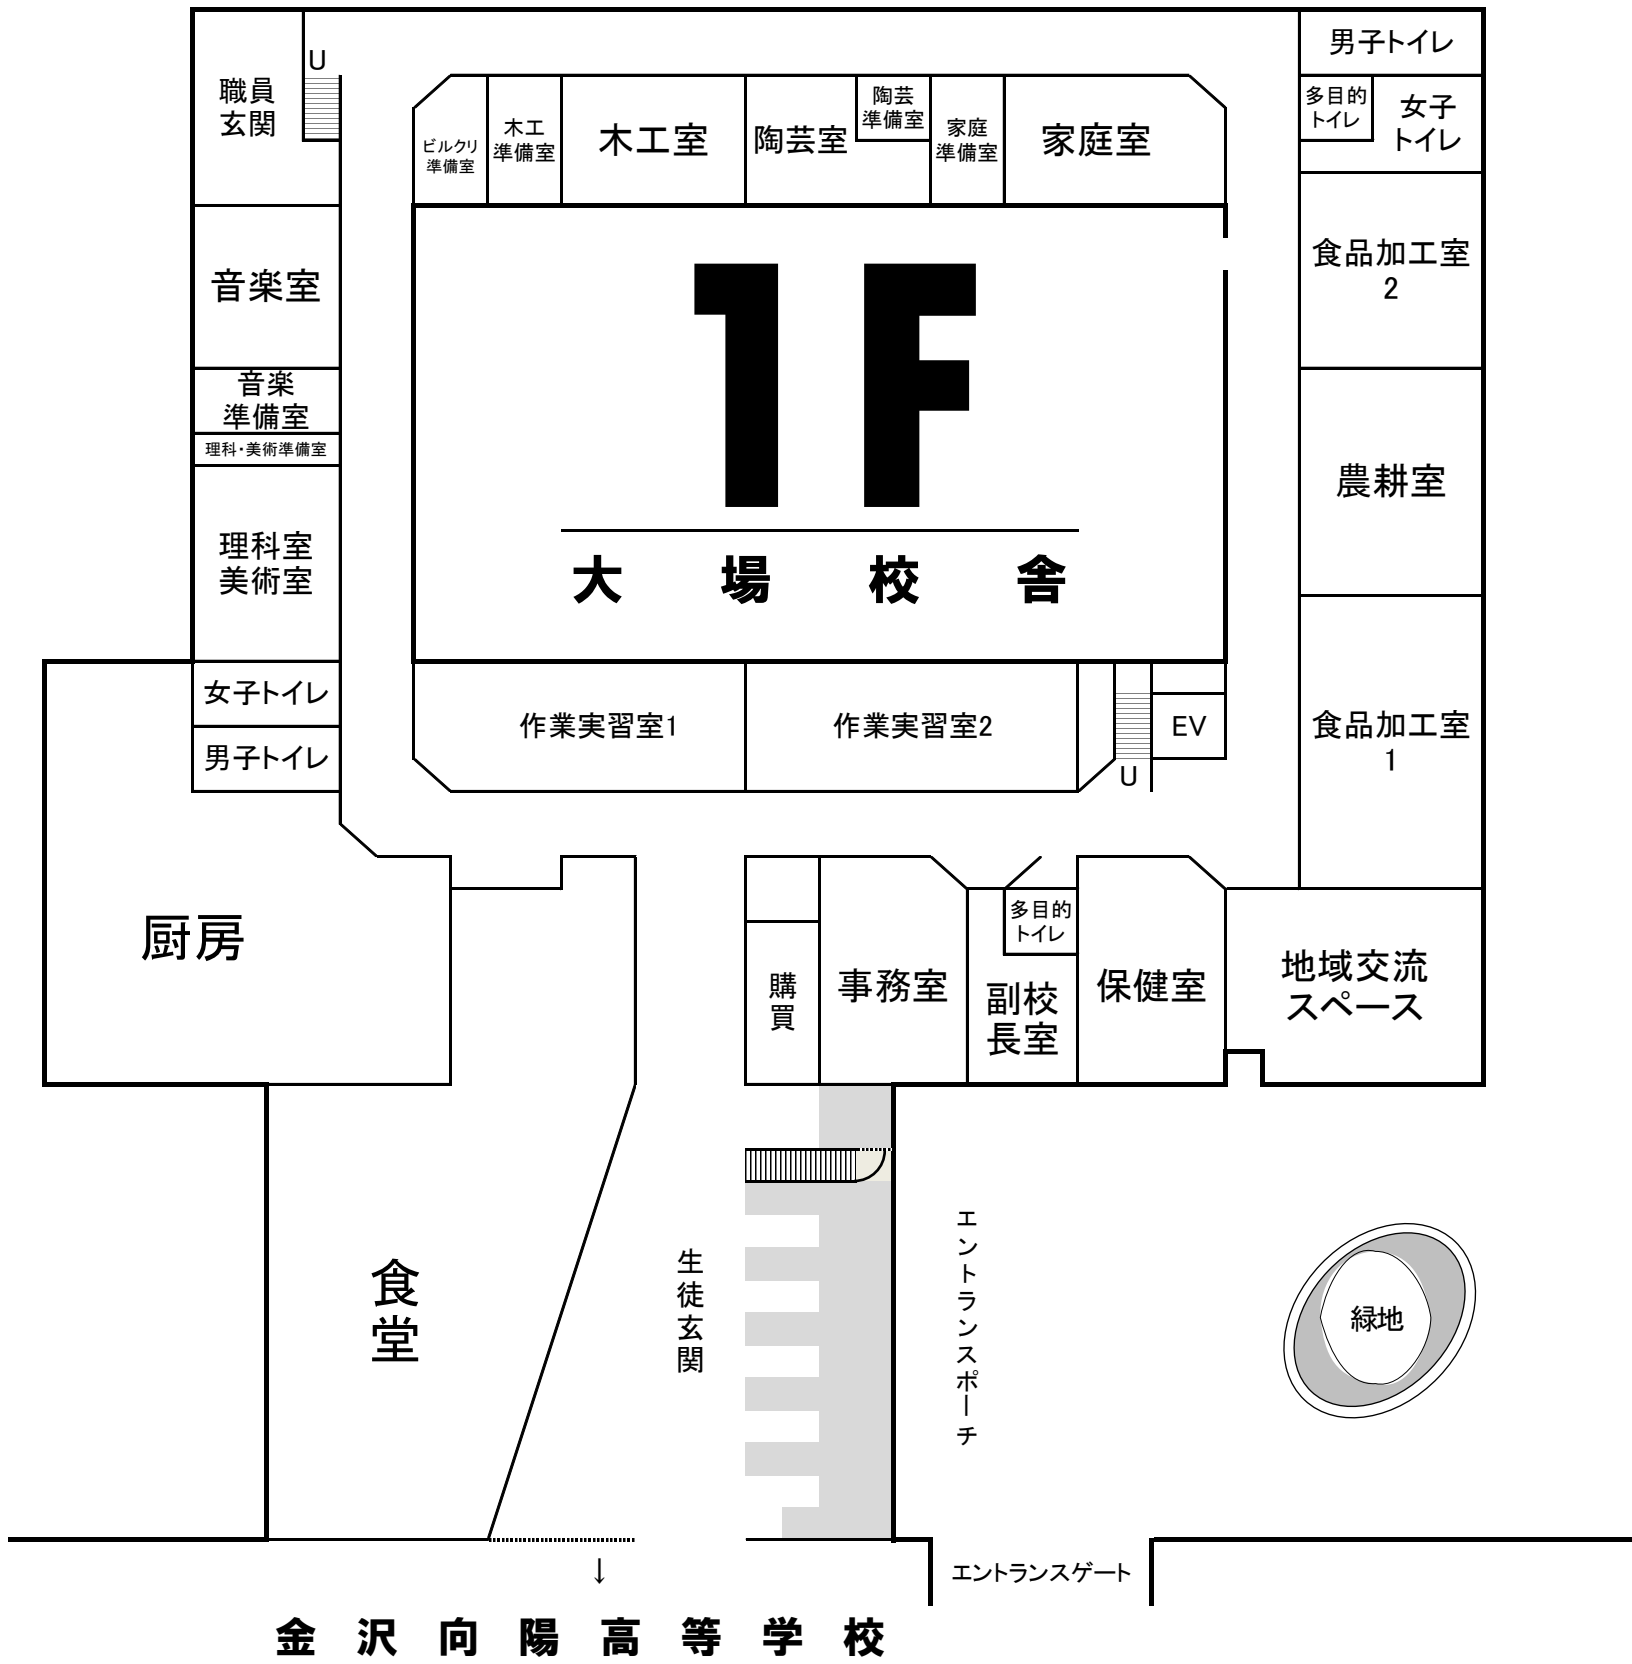 職員
玄関
U
ビルクリ
準備室
木工
準備室
木工室
陶芸室
陶芸
準備室
家庭
準備室
家庭室
男子トイレ
多目的
トイレ
女子
トイレ
音楽室
音楽
準備室
理科・美術準備室
理科室
美術室
女子トイレ
男子トイレ
1F
大場校舎
食品加工室
2
農耕室
食品加工室
1
作業実習室1
作業実習室2
U
EV
厨房
購買
事務室
多目的
トイレ
副校
長室
保健室
地域交流
スペース
食堂
生徒玄関
エントランスポーチ
緑地
エントランスゲート
↓
金沢向陽高等学校